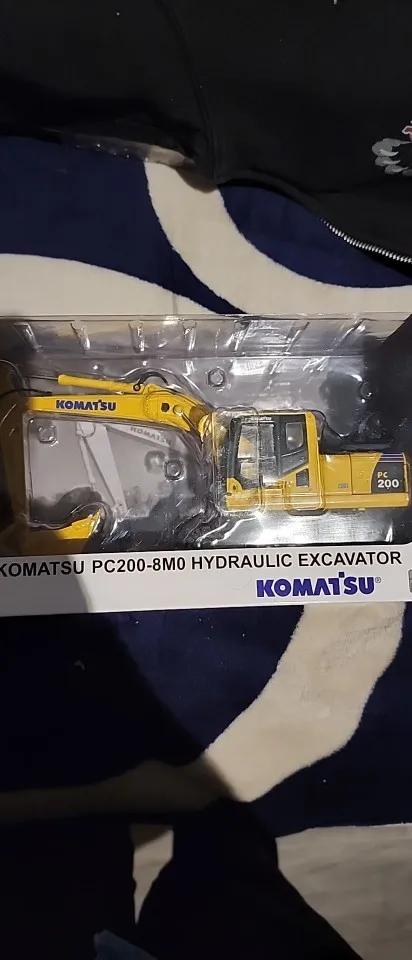 KOMATSU
PC
200
KOMATSU PC200-8M0 HYDRAULIC EXCAVATOR
KOMATSU®